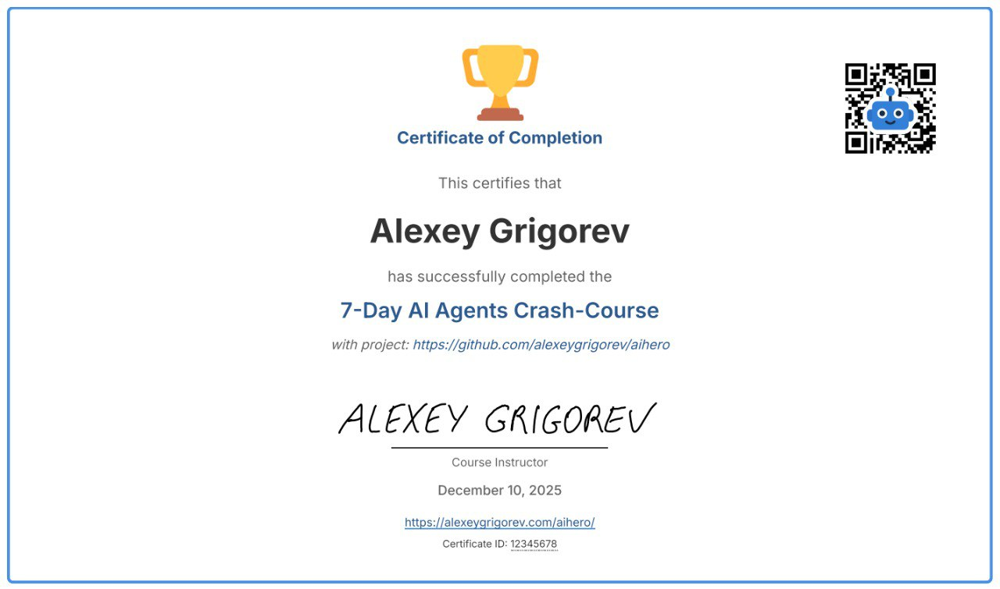 Certificate of Completion
This certifies that
Alexey Grigorev
has successfully completed the
7-Day AI Agents Crash-Course
with project: https://github.com/alexeygrigorev/aihero
ALEXEY GRIGOREV
Course Instructor
December 10, 2025
https://alexeygrigorev.com/aihero/
Certificate ID: 12345678